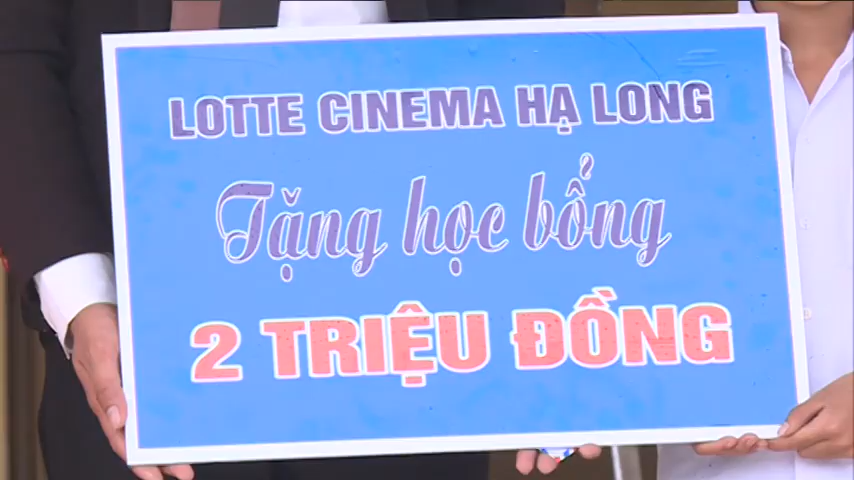 LOTTE CINEMA HẠ LONG
Tặng học bổng
2 TRIỆU ĐỒNG